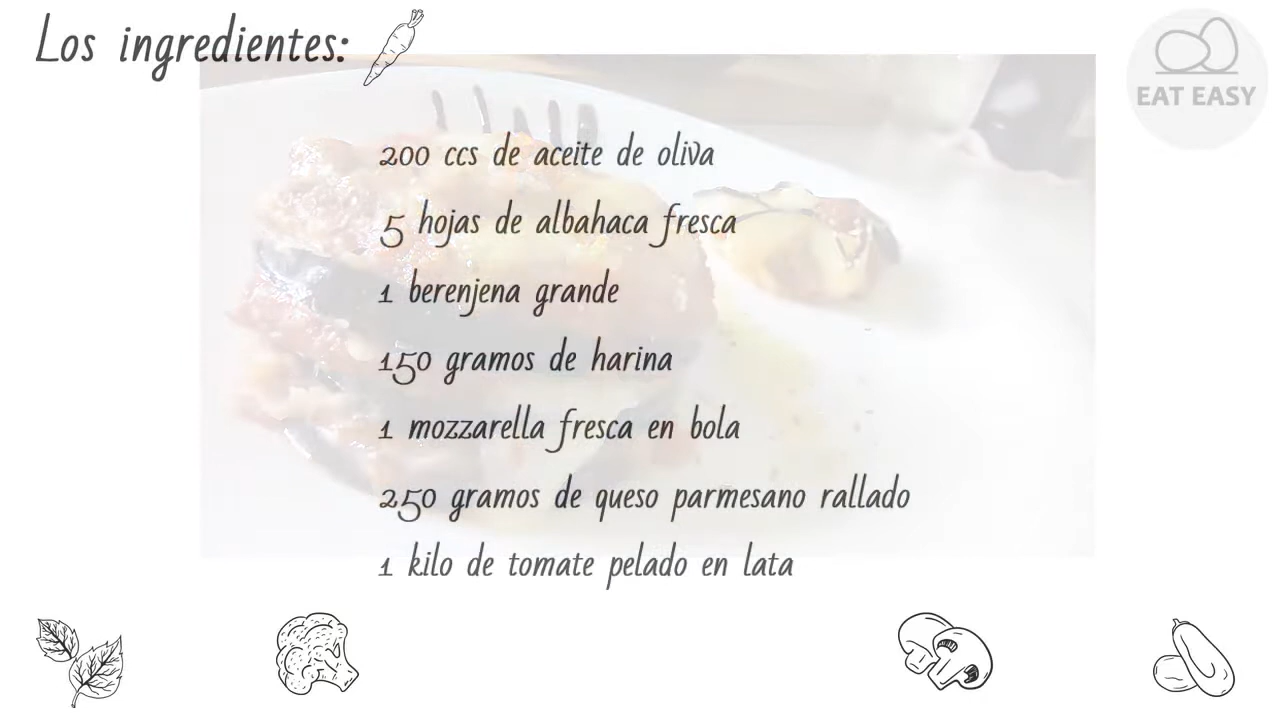 Los ingredientes:
EAT EASY
200 ccs de aceite de oliva
5 hojas de albahaca fresca
1 berenjena grande
150 gramos de harina
1 mozzarella fresca en bola
250 gramos de queso parmesano rallado
1 kilo de tomate pelado en lata